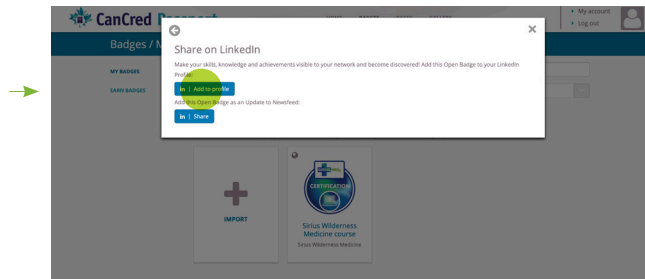 CanCred Passport
My account
Log out
Badges / M
MY BADGES
EARN BADGES
Share on LinkedIn
Make your skills, knowledge and achievements visible to your network and become discovered! Add this Open Badge to your LinkedIn
Profile:
in | Add to profile
Add this Open Badge as an Update to Newsfeed:
in | Share
IMPORT
CERTIFICATION
Sirius Wilderness
Medicine course
Sirius Wilderness Medicine